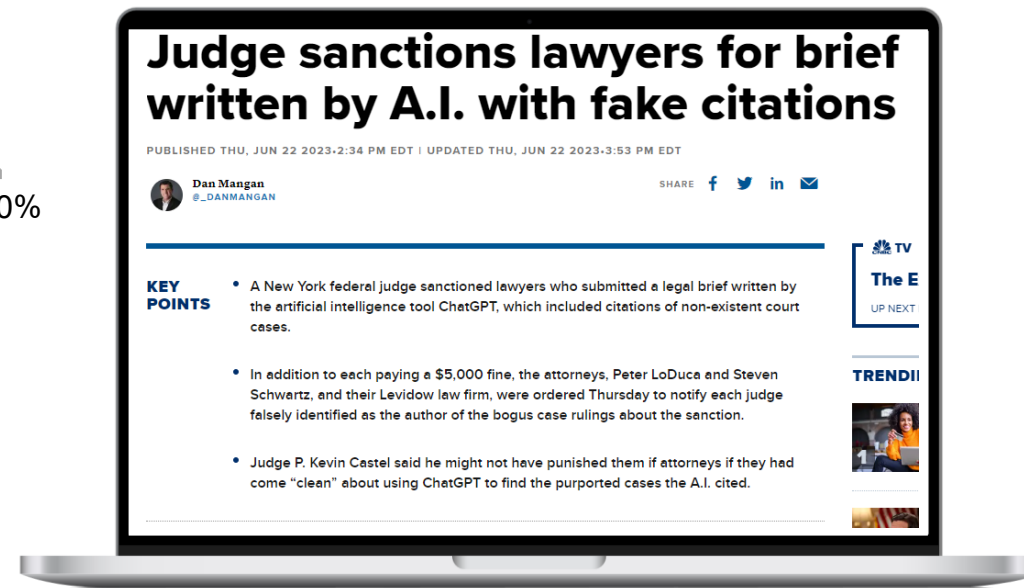 Judge sanctions lawyers for brief
written by A.I. with fake citations
PUBLISHED THU, JUN 22 2023•2:34 PM EDT | UPDATED THU, JUN 22 2023•3:53 PM EDT
Dan Mangan
@_DANMANGAN
SHARE
0%
KEY
POINTS
• A New York federal judge sanctioned lawyers who submitted a legal brief written by
the artificial intelligence tool ChatGPT, which included citations of non-existent court
cases.
• In addition to each paying a $5,000 fine, the attorneys, Peter LoDuca and Steven
Schwartz, and their Levidow law firm, were ordered Thursday to notify each judge
falsely identified as the author of the bogus case rulings about the sanction.
• Judge P. Kevin Castel said he might not have punished them if attorneys if they had
come “clean” about using ChatGPT to find the purported cases the A.I. cited.
CNBC TV
The E
UP NEXT
TRENDI
1